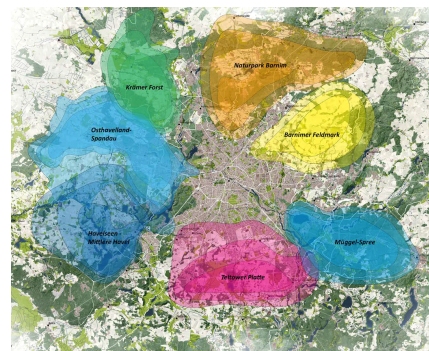 Naturpark Barnim
Krämer Forst
Osthavelland-
Spandau
Barnimer Feldmark
Havelseen -
Mittlere Havel
Müggel-Spree
Teltower Platte